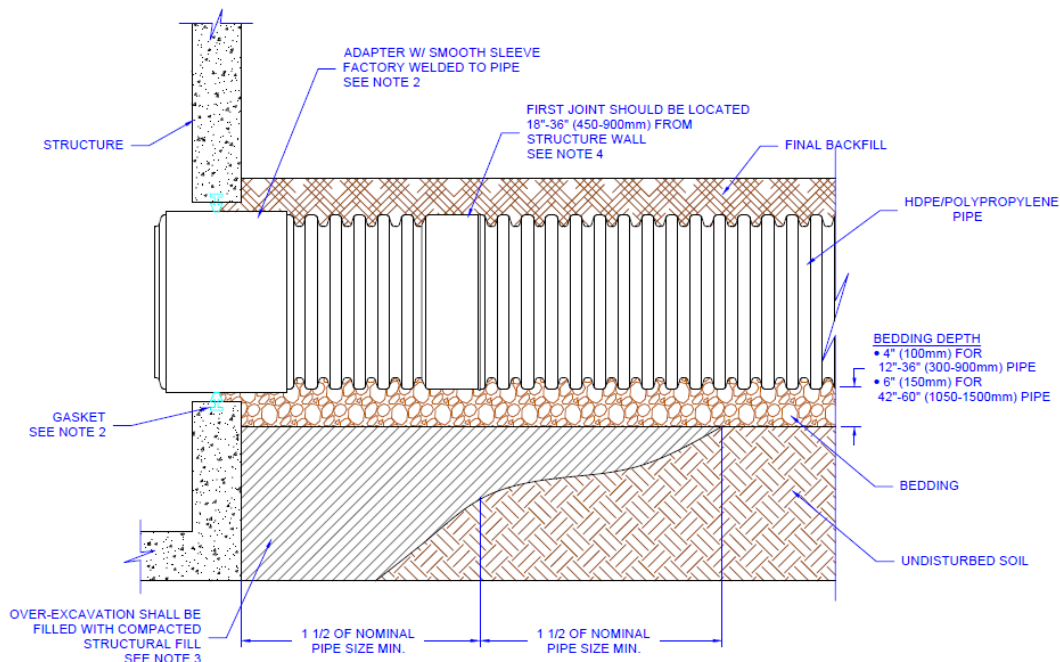 ADAPTER W/ SMOOTH SLEEVE
FACTORY WELDED TO PIPE
SEE NOTE 2
FIRST JOINT SHOULD BE LOCATED
18"-36" (450-900mm) FROM
STRUCTURE WALL
SEE NOTE 4
STRUCTURE
FINAL BACKFILL
HDPE/POLYPROPYLENE
PIPE
BEDDING DEPTH
• 4" (100mm) FOR
12"-36" (300-900mm) PIPE
• 6" (150mm) FOR
42"-60" (1050-1500mm) PIPE
GASKET
SEE NOTE 2
BEDDING
UNDISTURBED SOIL
OVER-EXCAVATION SHALL BE
FILLED WITH COMPACTED
STRUCTURAL FILL
SEE NOTE 3
1 1/2 OF NOMINAL
PIPE SIZE MIN.
1 1/2 OF NOMINAL
PIPE SIZE MIN.